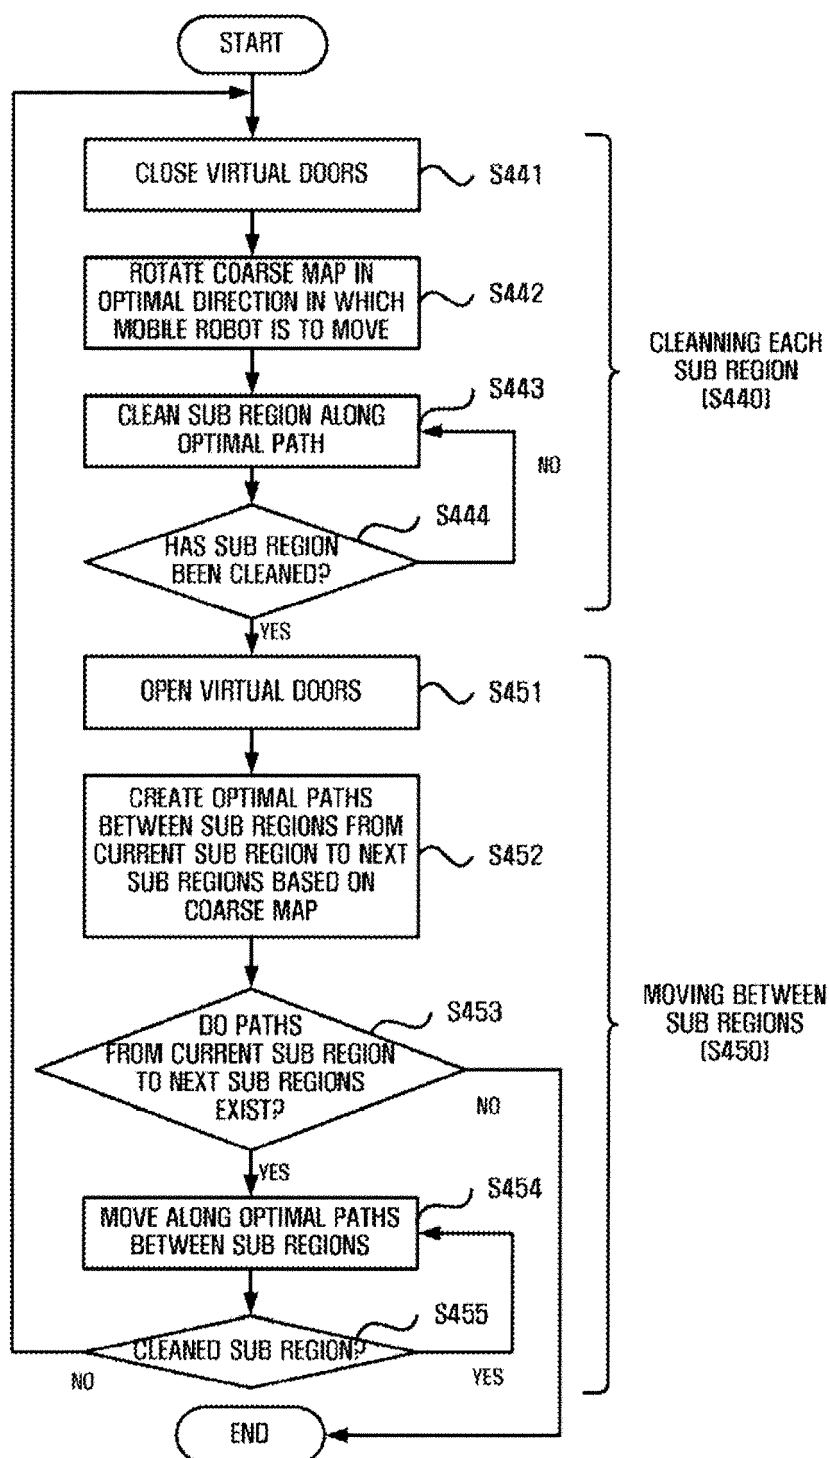 START
CLOSE VIRTUAL DOORS
S441
ROTATE COARSE MAP IN
OPTIMAL DIRECTION IN WHICH
MOBILE ROBOT IS TO MOVE
S442
CLEANNING EACH
SUB REGION
(S440)
S443
CLEAN SUB REGION ALONG
OPTIMAL PATH
NO
S444
HAS SUB REGION
BEEN CLEANED?
YES
OPEN VIRTUAL DOORS
S451
CREATE OPTIMAL PATHS
BETWEEN SUB REGIONS FROM
CURRENT SUB REGION TO NEXT
SUB REGIONS BASED ON
COARSE MAP
S452
MOVING BETWEEN
SUB REGIONS
(S450)
S453
DO PATHS
FROM CURRENT SUB REGION
TO NEXT SUB REGIONS
EXIST?
NO
YES
S454
MOVE ALONG OPTIMAL PATHS
BETWEEN SUB REGIONS
S455
CLEANED SUB REGION?
NO
YES
END